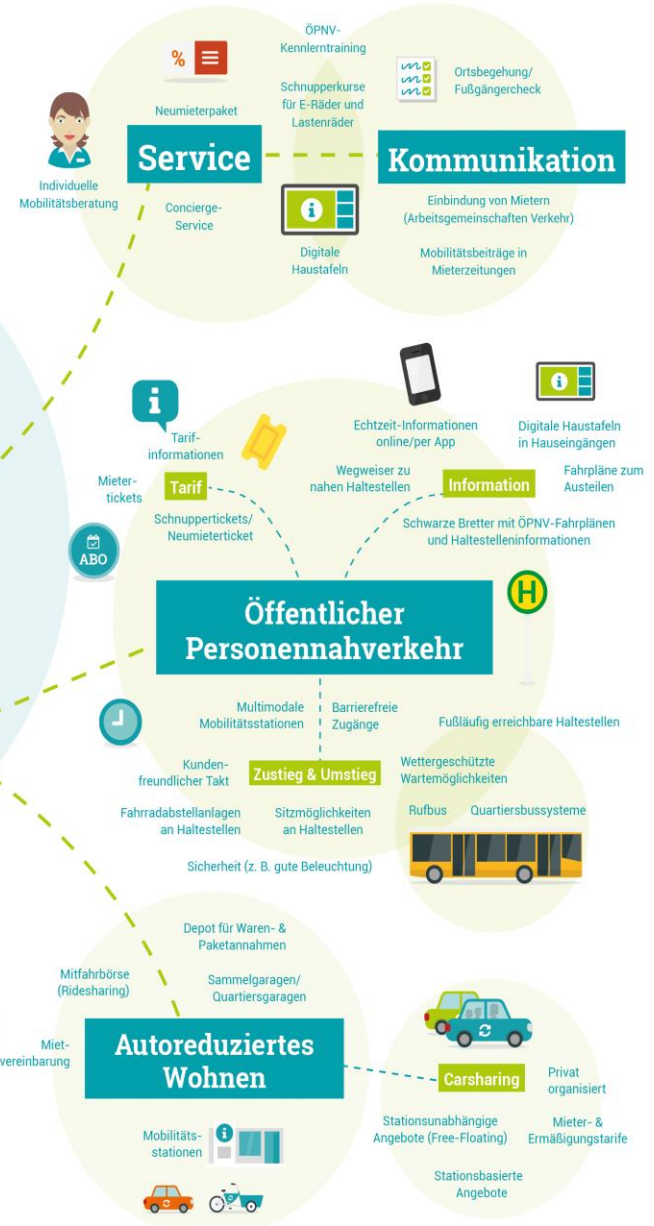 ÖPNV-
Kennlerntraining
%
Schnupperkurse
für E-Räder und
Lastenräder
Ortsbegehung/
Fußgängercheck
Neumieterpaket
Service
Kommunikation
Individuelle
Mobilitätsberatung
Concierge-
Service
i
Digitale
Haustafeln
Einbindung von Mietern
(Arbeitsgemeinschaften Verkehr)
Mobilitätsbeiträge in
Mieterzeitungen
i
Tarif-
informationen
Mieter-
tickets
Tarif
Schnuppertickets/
Neumieterticket
ABO
Echtzeit-Informationen
online/per App
i
Digitale Haustafeln
in Hauseingängen
Wegweiser zu
nahen Haltestellen
Information
Fahrpläne zum
Austeilen
Schwarze Bretter mit ÖPNV-Fahrplänen
und Haltestelleninformationen
H
Öffentlicher
Personennahverkehr
Multimodale
Mobilitätsstationen
Barrierefreie
Zugänge
Fußläufig erreichbare Haltestellen
Kunden-
freundlicher Takt
Zustieg & Umstieg
Wettergeschützte
Wartemöglichkeiten
Fahrradabstellanlagen
an Haltestellen
Sitzmöglichkeiten
an Haltestellen
Rufbus
Quartiersbussysteme
Sicherheit (z. B. gute Beleuchtung)
Depot für Waren- &
Paketannahmen
Mitfahrbörse
(Ridesharing)
Sammelgaragen/
Quartiersgaragen
Miet-
vereinbarung
Autoreduziertes
Wohnen
Mobilitäts-
stationen
i
Carsharing
Privat
organisiert
Stationsunabhängige
Angebote (Free-Floating)
Mieter- &
Ermäßigungstarife
Stationsbasierte
Angebote